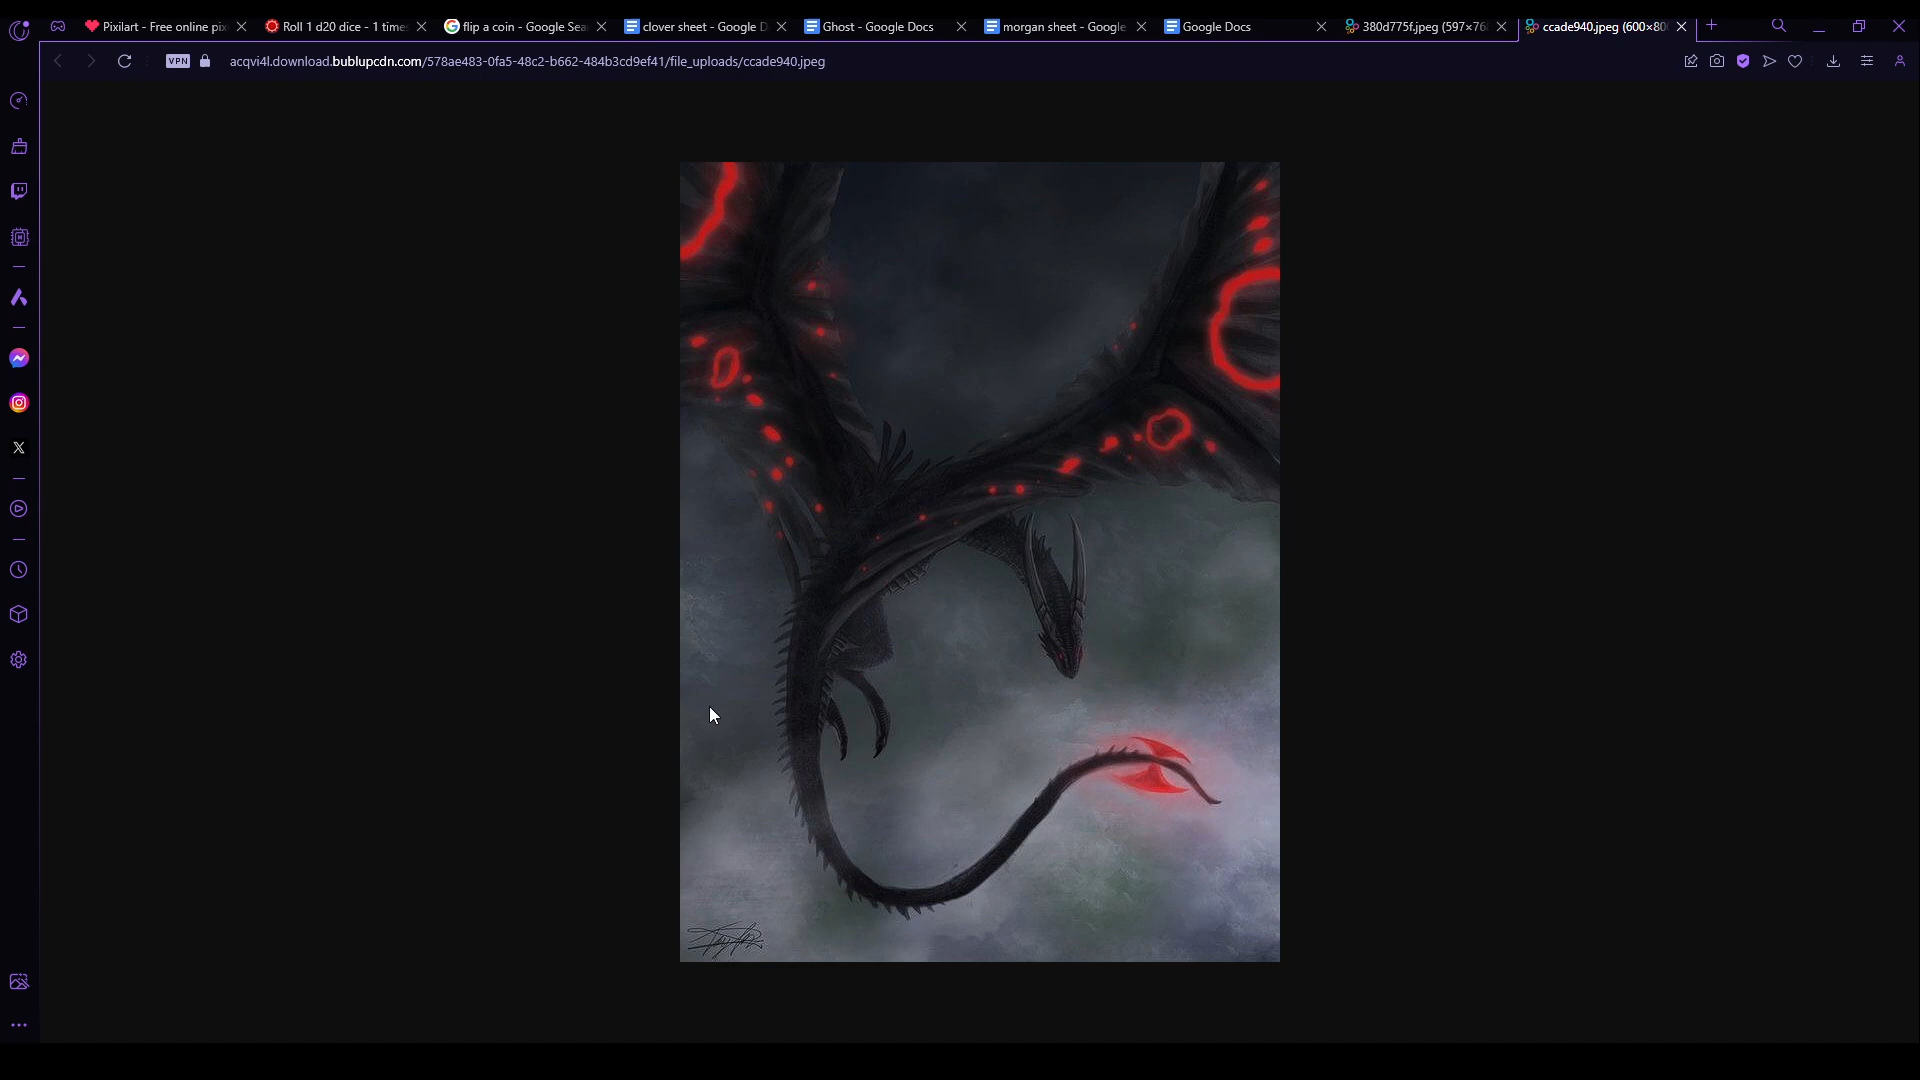 Pixilart - Free online pix
Roll 1 d20 dice - 1 times
flip a coin - Google Sea
clover sheet - Google D
Ghost - Google Docs
morgan sheet - Google
Google Docs
380d775f.jpeg (597×76
ccade940.jpeg (600×80
VPN
acqvi4l.download.bublupcdn.com/578ae483-0fa5-48c2-b662-484b3cd9ef41/file_uploads/ccade940.jpeg